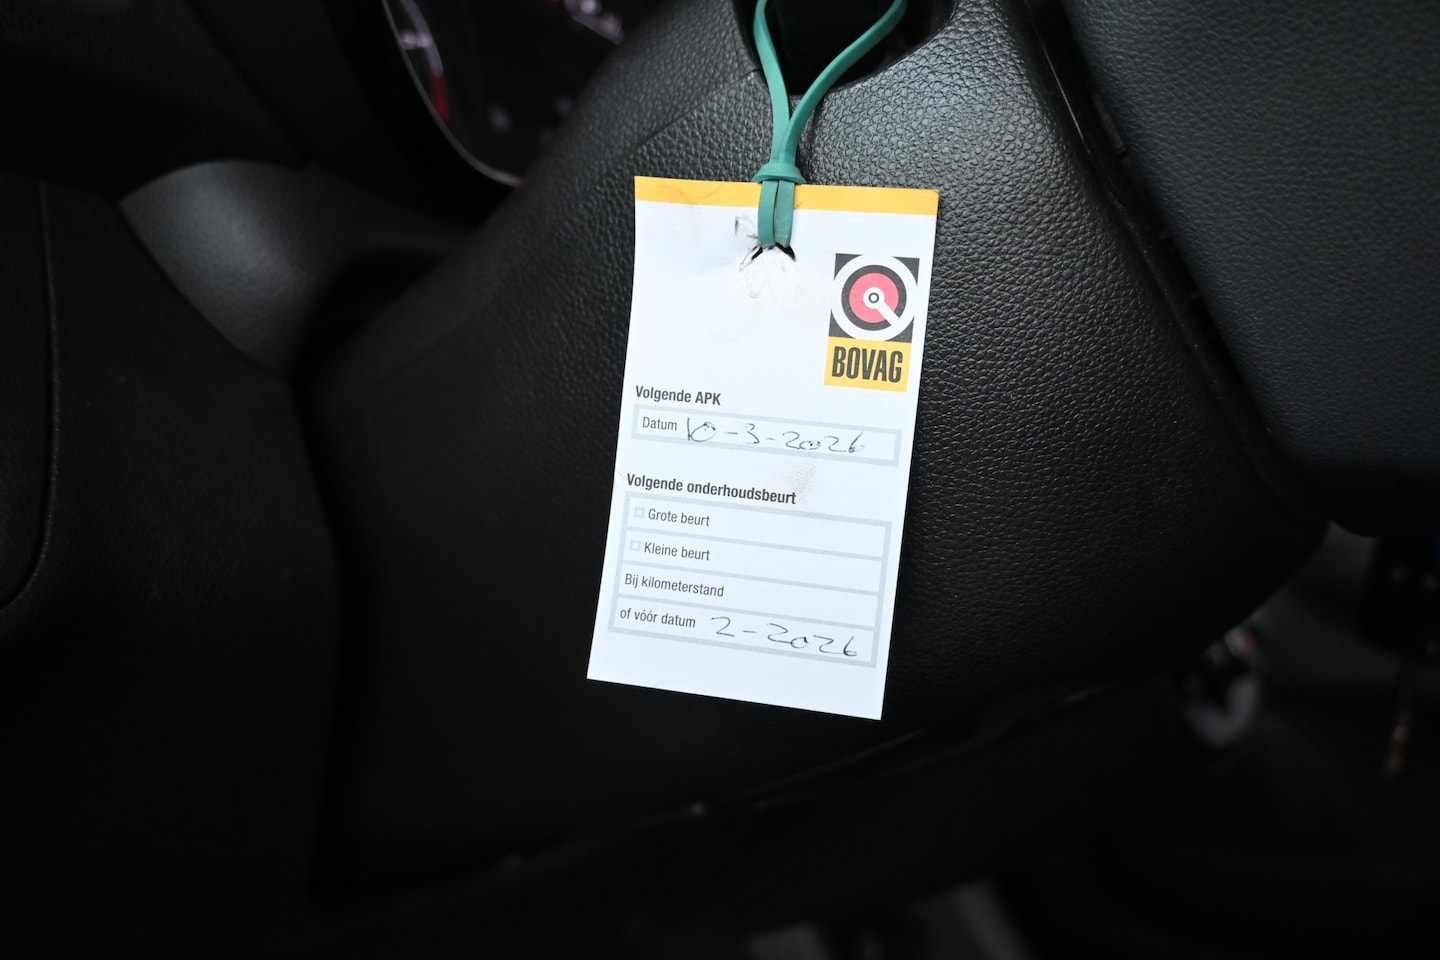 BOVAG
Volgende APK
Datum 10-3-2026
Volgende onderhoudsbeurt
Grote beurt
Kleine beurt
Bij kilometerstand
of vóór datum 2-2026